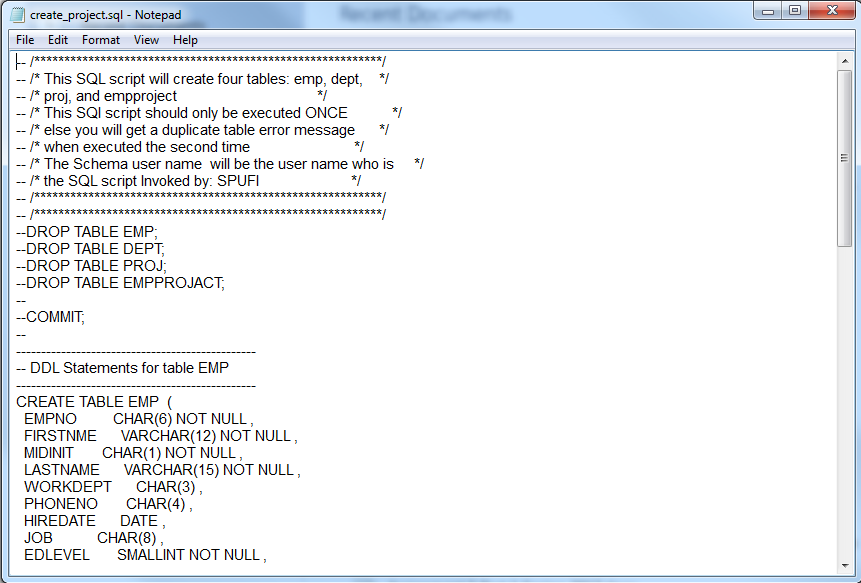 Recent Documents
create_project.sql - Notepad
File Edit Format View Help
-- /**********************************************************/
-- /* This SQL script will create four tables: emp, dept, */
-- /* proj, and empproject */
-- /* This SQl script should only be executed ONCE */
-- /* else you will get a duplicate table error message */
-- /* when executed the second time */
-- /* The Schema user name  will be the user name who is */
-- /* the SQL script Invoked by: SPUFI */
-- /**********************************************************/
-- /**********************************************************/
--DROP TABLE EMP;
--DROP TABLE DEPT;
--DROP TABLE PROJ;
--DROP TABLE EMPPROJACT;
--
--COMMIT;
--
------------------------------------------------
-- DDL Statements for table EMP
------------------------------------------------
CREATE TABLE EMP  (
EMPNO CHAR(6) NOT NULL ,
FIRSTNME VARCHAR(12) NOT NULL ,
MIDINIT CHAR(1) NOT NULL ,
LASTNAME VARCHAR(15) NOT NULL ,
WORKDEPT CHAR(3) ,
PHONENO CHAR(4) ,
HIREDATE DATE ,
JOB CHAR(8) ,
EDLEVEL SMALLINT NOT NULL ,